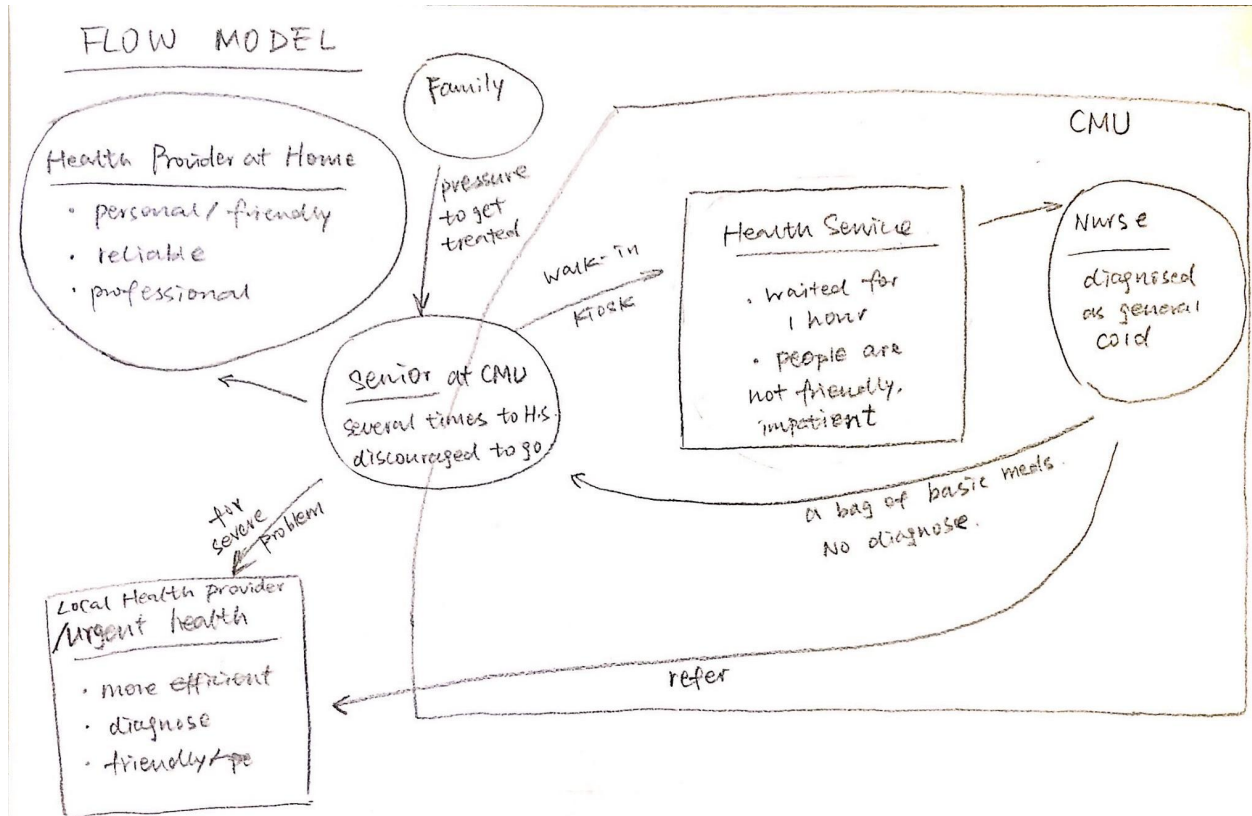 FLOW MODEL
Family
Health Provider at Home
· personal/friendly
· reliable
· professional
pressure
to get
treated
CMU
Health Service
· waited for
1 hour
· people are
not friendly,
impatient
Nurse
diagnosed
as general
cold
walk-in
kiosk
Senior at CMU
several times to H.S.
discouraged to go
a bag of basic meds.
No diagnose.
for
severe
problem
Local Health Provider
/urgent health
· more efficient
· diagnose
· friendly
refer